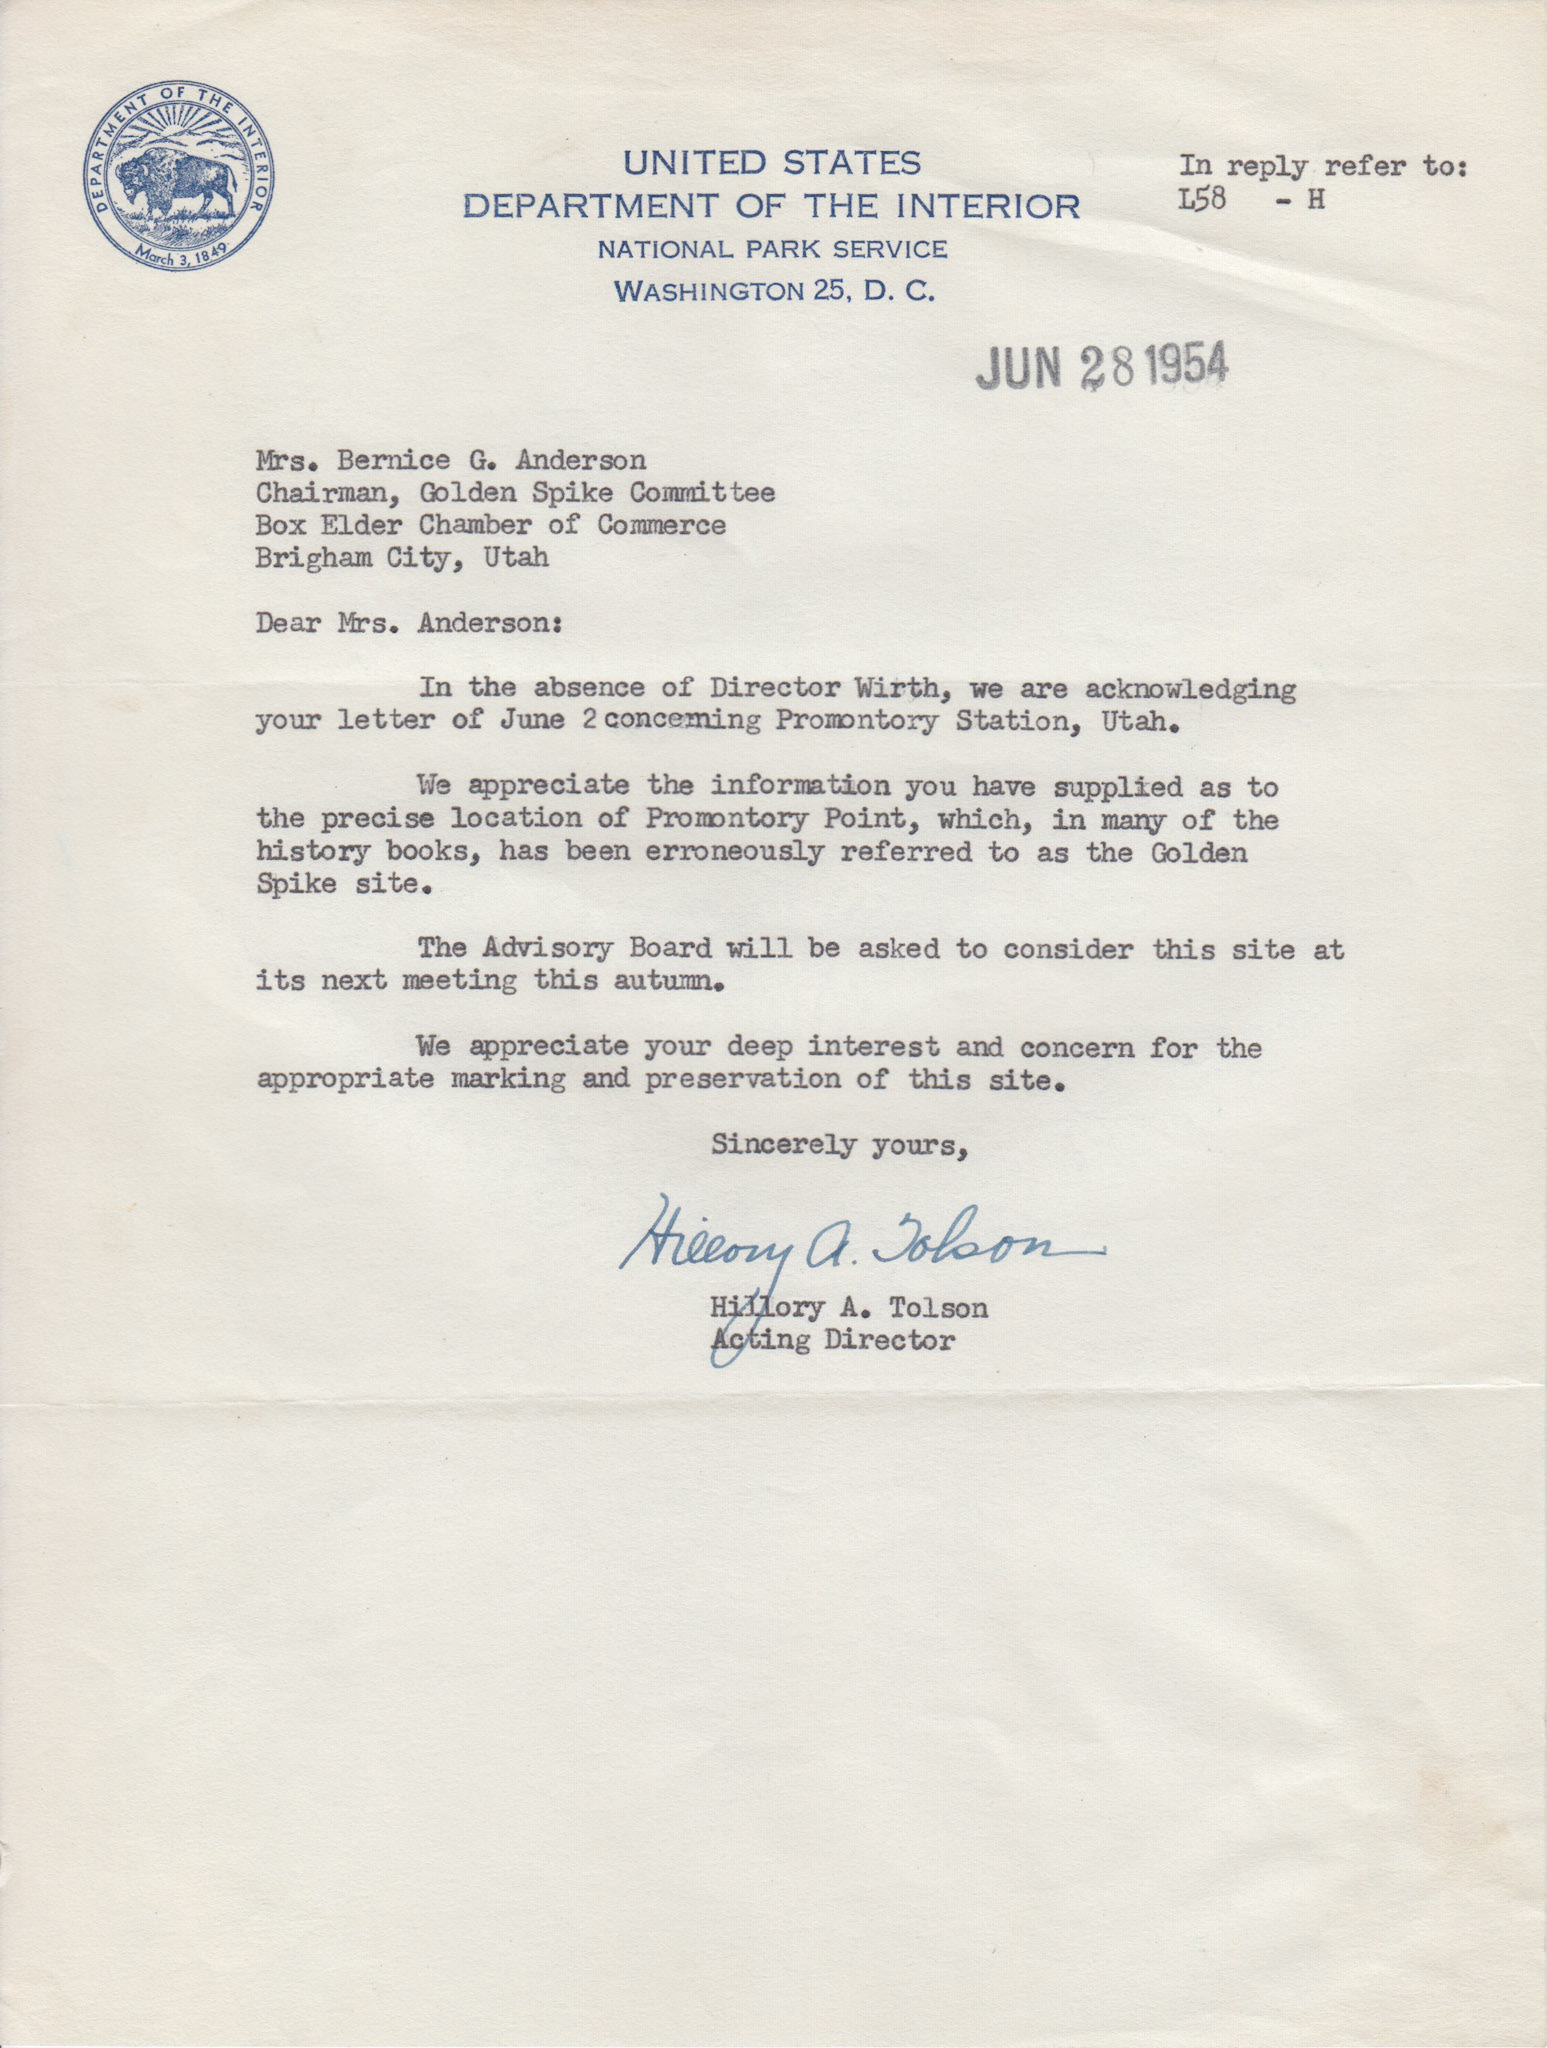 DEPARTMENT OF THE INTERIOR
March 3, 1849
UNITED STATES
DEPARTMENT OF THE INTERIOR
NATIONAL PARK SERVICE
WASHINGTON 25, D. C.
In reply refer to:
L58 - H
JUN 28 1954
Mrs. Bernice G. Anderson
Chairman, Golden Spike Committee
Box Elder Chamber of Commerce
Brigham City, Utah
Dear Mrs. Anderson:
In the absence of Director Wirth, we are acknowledging
your letter of June 2 concerning Promontory Station, Utah.
We appreciate the information you have supplied as to
the precise location of Promontory Point, which, in many of the
history books, has been erroneously referred to as the Golden
Spike site.
The Advisory Board will be asked to consider this site at
its next meeting this autumn.
We appreciate your deep interest and concern for the
appropriate marking and preservation of this site.
Sincerely yours,
Hillory A. Tolson
Hillory A. Tolson
Acting Director